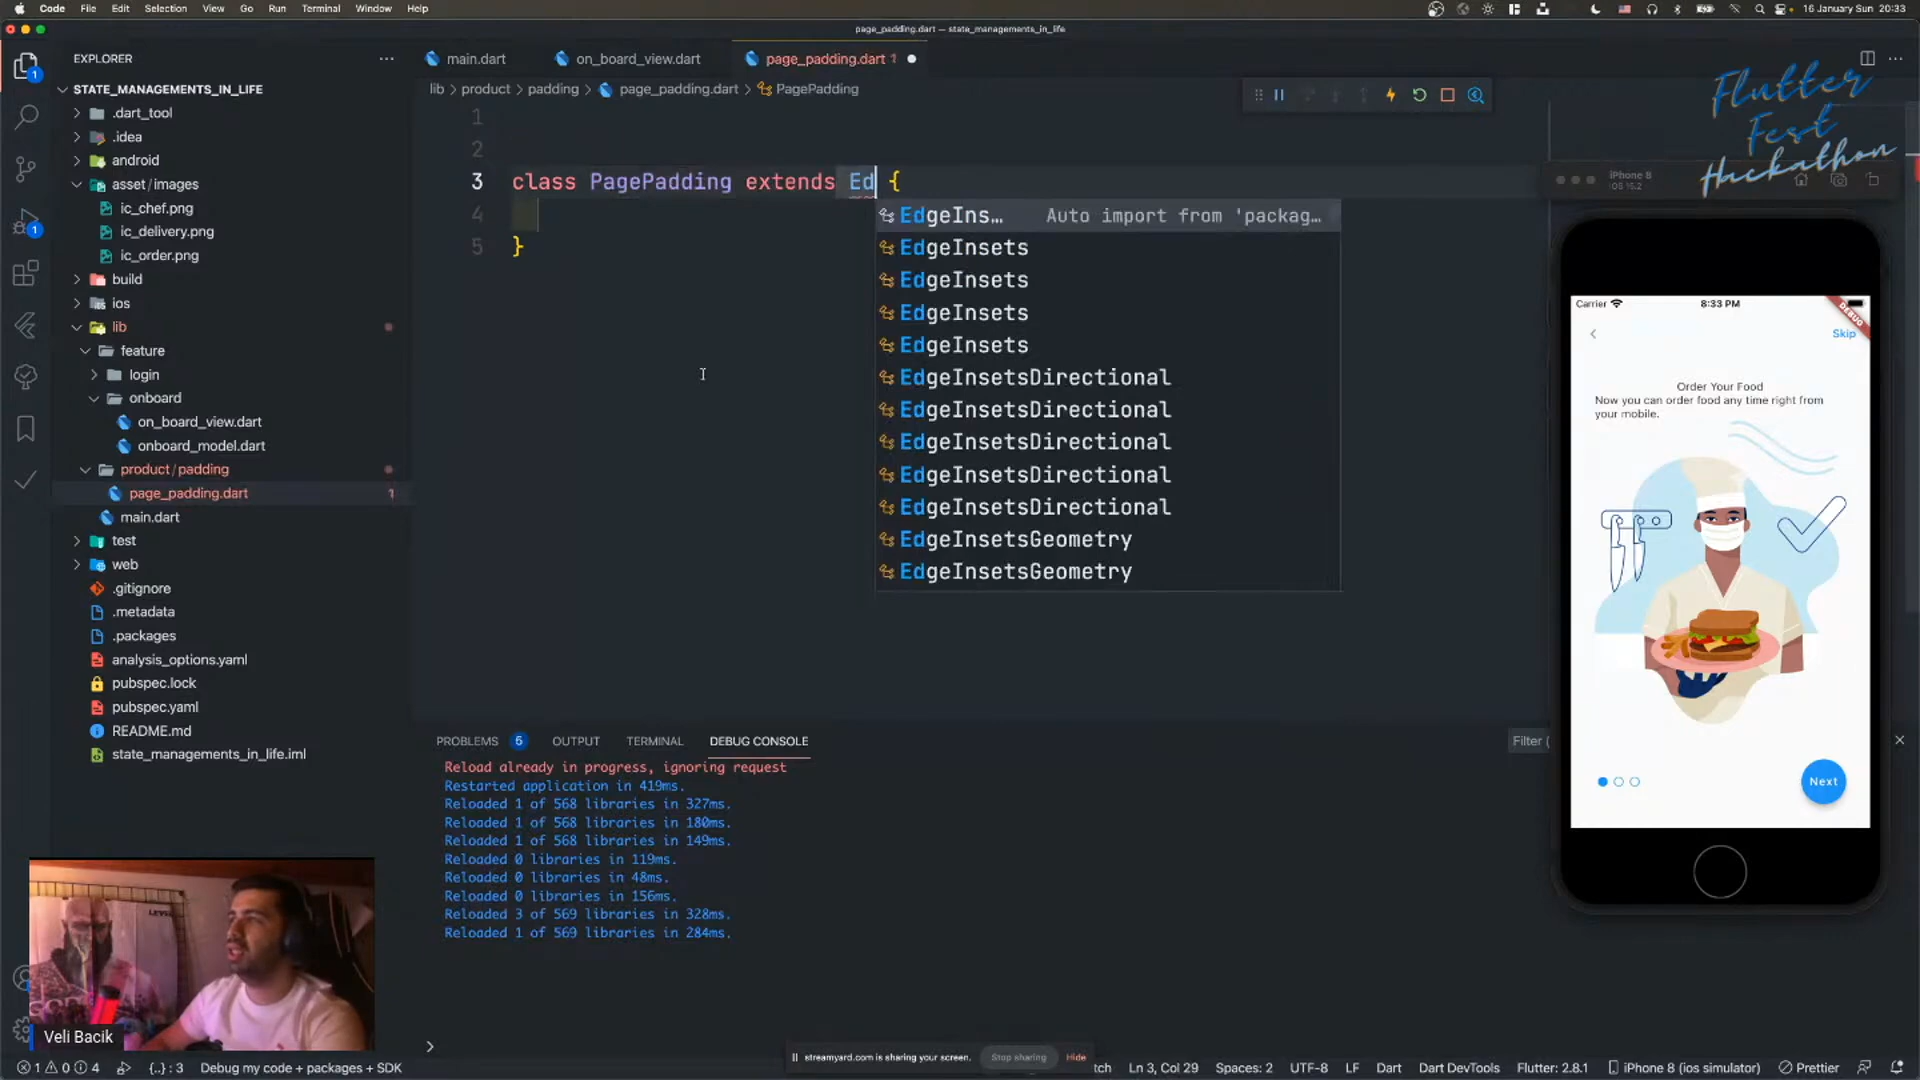 Code File Edit Selection View Go Run Terminal Window Help
16 January Sun 20:33
page_padding.dart — state_managements_in_life
EXPLORER
main.dart
on_board_view.dart
page_padding.dart 1
STATE_MANAGEMENTS_IN_LIFE
lib > product > padding > page_padding.dart > PagePadding
Flutter
Fest
Hackathon
.dart_tool
.idea
android
asset/images
ic_chef.png
ic_delivery.png
ic_order.png
build
ios
lib
feature
login
onboard
on_board_view.dart
onboard_model.dart
product/padding
page_padding.dart 1
main.dart
test
web
.gitignore
.metadata
.packages
analysis_options.yaml
pubspec.lock
pubspec.yaml
README.md
state_managements_in_life.iml
1
1
1
2
3 class PagePadding extends Ed {
4
5 }
EdgeIns… Auto import from 'packag…
EdgeInsets
EdgeInsets
EdgeInsets
EdgeInsets
EdgeInsetsDirectional
EdgeInsetsDirectional
EdgeInsetsDirectional
EdgeInsetsDirectional
EdgeInsetsDirectional
EdgeInsetsGeometry
EdgeInsetsGeometry
iPhone 8
iOS 15.2
Carrier 8:33 PM
DEBUG
Skip
Order Your Food
Now you can order food any time right from
your mobile.
Next
PROBLEMS 6 OUTPUT TERMINAL DEBUG CONSOLE
Filter (
Reload already in progress, ignoring request
Restarted application in 419ms.
Reloaded 1 of 568 libraries in 327ms.
Reloaded 1 of 568 libraries in 180ms.
Reloaded 1 of 568 libraries in 149ms.
Reloaded 0 libraries in 119ms.
Reloaded 0 libraries in 48ms.
Reloaded 0 libraries in 156ms.
Reloaded 3 of 569 libraries in 328ms.
Reloaded 1 of 569 libraries in 284ms.
Veli Bacik
streamyard.com is sharing your screen. Stop sharing Hide
1 0 4 {..} : 3 Debug my code + packages + SDK
tch Ln 3, Col 29 Spaces: 2 UTF-8 LF Dart Dart DevTools Flutter: 2.8.1 iPhone 8 (ios simulator) Prettier